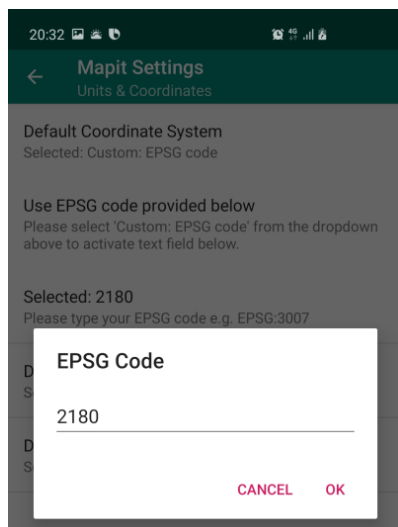 20:32
4G
Mapit Settings
Units & Coordinates
Default Coordinate System
Selected: Custom: EPSG code
Use EPSG code provided below
Please select 'Custom: EPSG code' from the dropdown
above to activate text field below.
Selected: 2180
Please type your EPSG code e.g. EPSG:3007
D
S
EPSG Code
2180
D
S
CANCEL OK